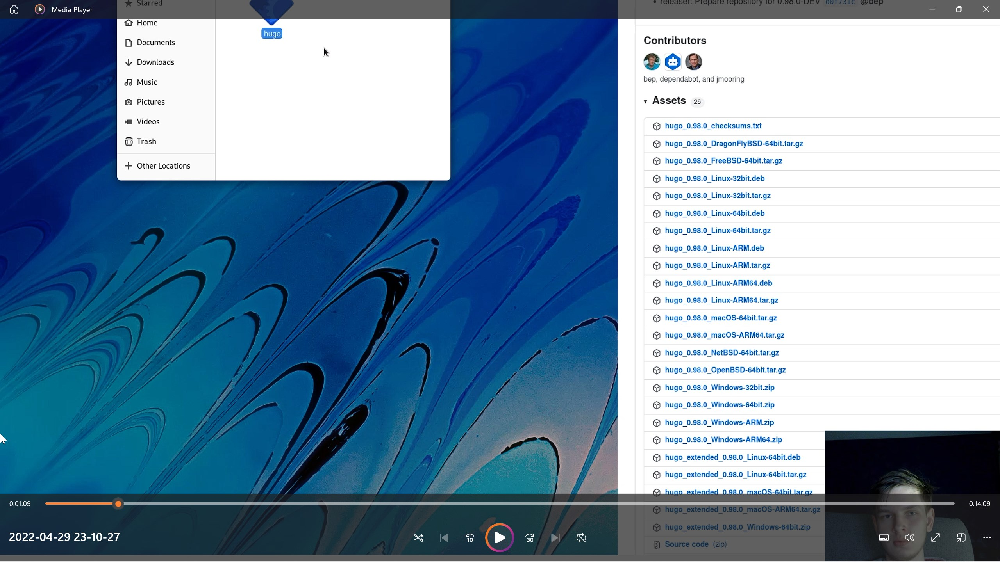 Media Player
Starred
Home
hugo
Documents
Downloads
Music
Pictures
Videos
Trash
Other Locations
releaser: Prepare repository for 0.98.0-DEV d0f731c @bep
Contributors
bep, dependabot, and jmooring
Assets 26
hugo_0.98.0_checksums.txt
hugo_0.98.0_DragonFlyBSD-64bit.tar.gz
hugo_0.98.0_FreeBSD-64bit.tar.gz
hugo_0.98.0_Linux-32bit.deb
hugo_0.98.0_Linux-32bit.tar.gz
hugo_0.98.0_Linux-64bit.deb
hugo_0.98.0_Linux-64bit.tar.gz
hugo_0.98.0_Linux-ARM.deb
hugo_0.98.0_Linux-ARM.tar.gz
hugo_0.98.0_Linux-ARM64.deb
hugo_0.98.0_Linux-ARM64.tar.gz
hugo_0.98.0_macOS-64bit.tar.gz
hugo_0.98.0_macOS-ARM64.tar.gz
hugo_0.98.0_NetBSD-64bit.tar.gz
hugo_0.98.0_OpenBSD-64bit.tar.gz
hugo_0.98.0_Windows-32bit.zip
hugo_0.98.0_Windows-64bit.zip
hugo_0.98.0_Windows-ARM.zip
hugo_0.98.0_Windows-ARM64.zip
hugo_extended_0.98.0_Linux-64bit.deb
hugo_extended_0.98.0_Linux-64bit.tar.gz
hugo_extended_0.98.0_macOS-64bit.tar.gz
hugo_extended_0.98.0_macOS-ARM64.tar.gz
hugo_extended_0.98.0_Windows-64bit.zip
Source code (zip)
0:01:09
0:14:09
2022-04-29 23-10-27
10
30